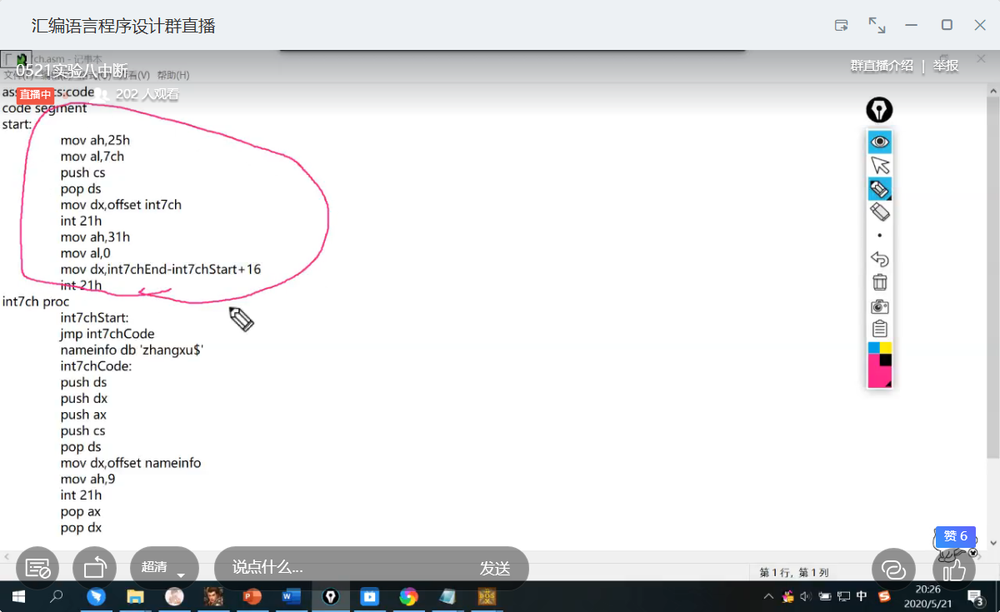 汇编语言程序设计群直播
ch.asm - 记事本
0521实验八中断
群直播介绍 | 举报
帮助(H)
直播中
202 人观看
code segment
start:
mov ah,25h
mov al,7ch
push cs
pop ds
mov dx,offset int7ch
int 21h
mov ah,31h
mov al,0
mov dx,int7chEnd-int7chStart+16
int 21h
int7ch proc
int7chStart:
jmp int7chCode
nameinfo db 'zhangxu$'
int7chCode:
push ds
push dx
push ax
push cs
pop ds
mov dx,offset nameinfo
mov ah,9
int 21h
pop ax
pop dx
赞 6
超清
说点什么...
发送
第 1 行，第 1 列
中
20:26
2020/5/21
3